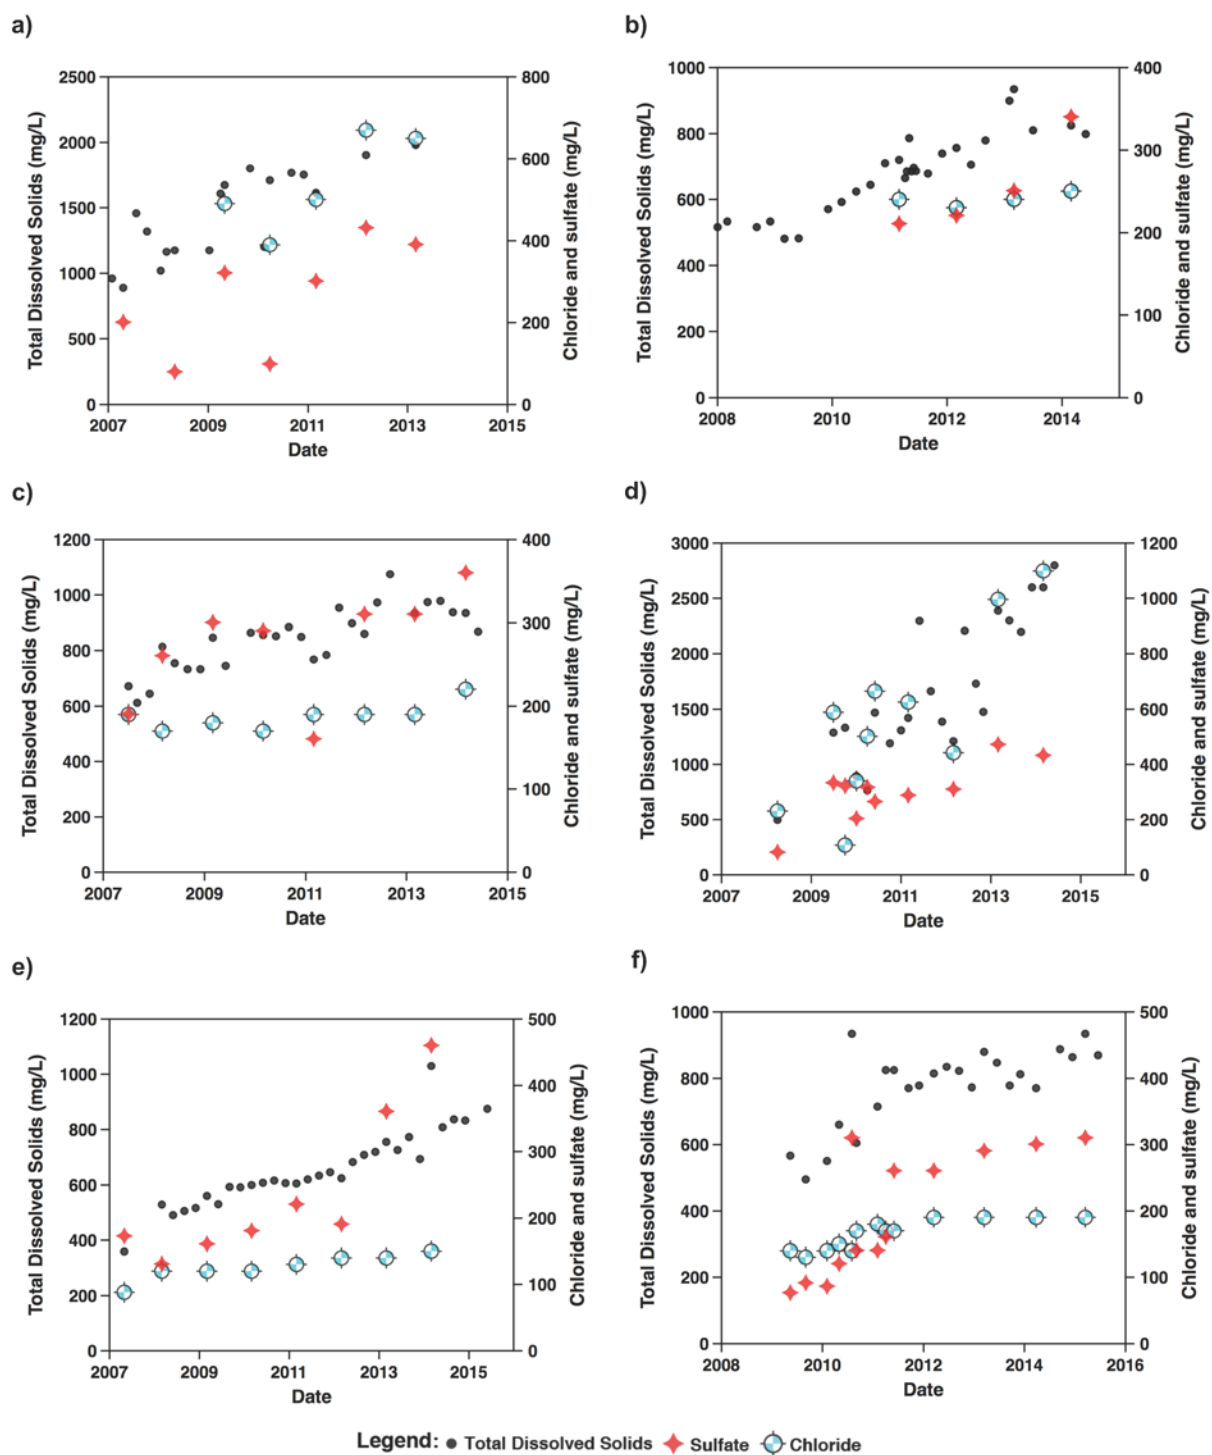 a)
Total Dissolved Solids (mg/L)
2500
2000
1500
1000
500
0
800
600
400
200
0
Chloride and sulfate (mg/L)
2007 2009 2011 2013 2015
Date
b)
Total Dissolved Solids (mg/L)
1000
800
600
400
200
0
400
300
200
100
0
Chloride and sulfate (mg/L)
2008 2010 2012 2014
Date
c)
Total Dissolved Solids (mg/L)
1200
1000
800
600
400
200
0
400
300
200
100
0
Chloride and sulfate (mg/L)
2007 2009 2011 2013 2015
Date
d)
Total Dissolved Solids (mg/L)
3000
2500
2000
1500
1000
500
0
1200
1000
800
600
400
200
0
Chloride and sulfate (mg/L)
2007 2009 2011 2013 2015
Date
e)
Total Dissolved Solids (mg/L)
1200
1000
800
600
400
200
0
500
400
300
200
100
0
Chloride and sulfate (mg/L)
2007 2009 2011 2013 2015
Date
f)
Total Dissolved Solids (mg/L)
1000
800
600
400
200
0
500
400
300
200
100
0
Chloride and sulfate (mg/L)
2008 2010 2012 2014 2016
Date
Legend: Total Dissolved Solids Sulfate Chloride